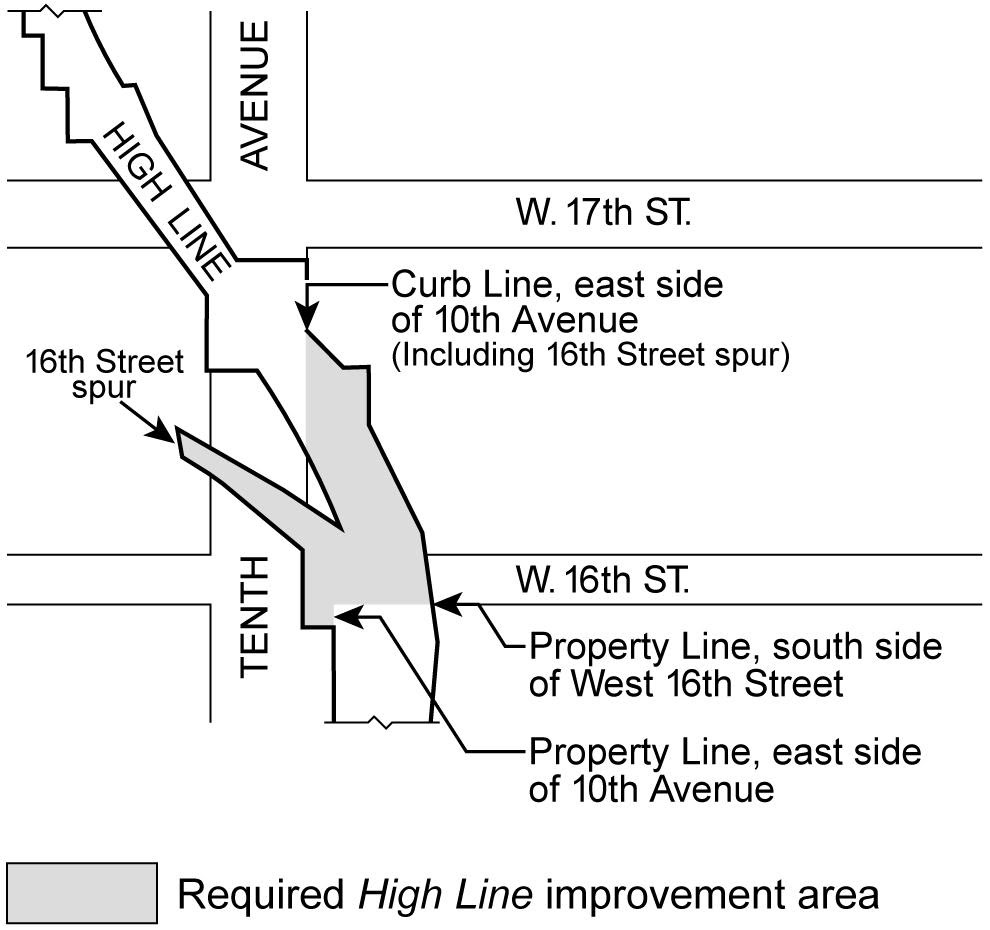 AVENUE
HIGH LINE
W. 17th ST.
Curb Line, east side
of 10th Avenue
(Including 16th Street spur)
16th Street
spur
TENTH
W. 16th ST.
Property Line, south side
of West 16th Street
Property Line, east side
of 10th Avenue
Required High Line improvement area